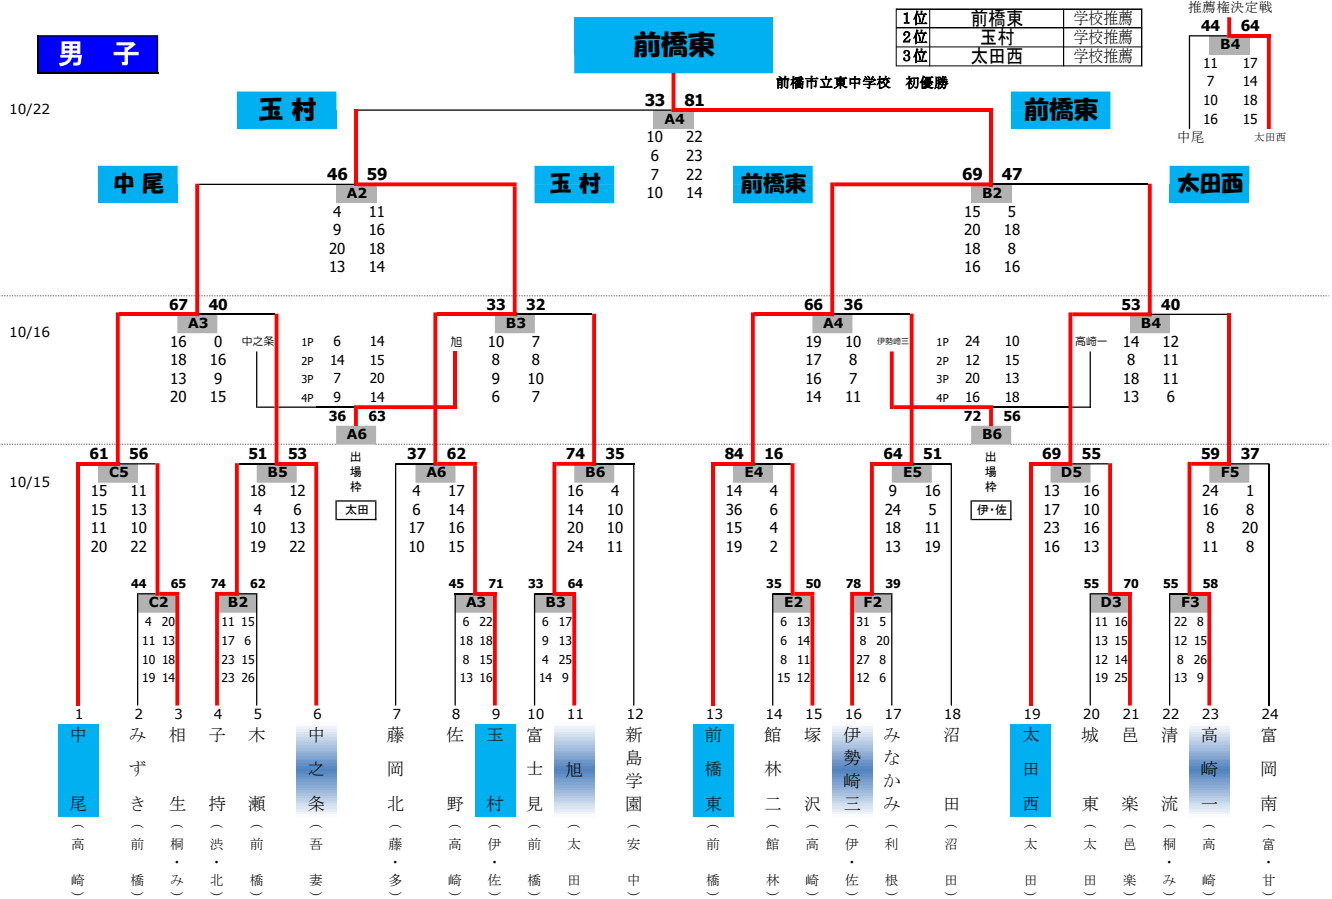 男 子
前橋東
1位 前橋東 学校推薦
2位 玉村 学校推薦
3位 太田西 学校推薦
推薦権決定戦
44 64
B4
11 17
7 14
10 18
16 15
中尾 太田西
前橋市立東中学校 初優勝
10/22
玉 村
33 81
A4
10 22
6 23
7 22
10 14
前橋東
中 尾
46 59
A2
4 11
9 16
20 18
13 14
玉 村
前橋東
69 47
B2
15 5
20 18
18 8
16 16
太田西
10/16
67 40
A3
16 0
18 16
13 9
20 15
中之条
1P 6 14
2P 14 15
3P 7 20
4P 9 14
36 63
A6
出場枠
太田
旭
33 32
B3
10 7
8 8
9 10
6 7
66 36
A4
19 10
17 8
16 7
14 11
伊勢崎三
1P 24 10
2P 12 15
3P 20 13
4P 16 18
72 56
B6
出場枠
伊・佐
高崎一
53 40
B4
14 12
8 11
18 11
13 6
10/15
61 56
C5
15 11
15 13
11 10
20 22
51 53
B5
18 12
4 6
10 13
19 22
37 62
A6
4 17
6 14
17 16
10 15
74 35
B6
16 4
14 10
20 10
24 11
84 16
E4
14 4
36 6
15 4
19 2
64 51
E5
9 16
24 5
18 11
13 19
69 55
D5
13 16
17 10
23 16
16 13
59 37
F5
24 1
16 8
8 20
11 8
44 65
C2
4 20
11 13
10 18
19 14
74 62
B2
11 15
17 6
23 15
23 26
45 71
A3
6 22
18 18
8 15
13 16
33 64
B3
6 17
9 13
4 25
14 9
35 50
E2
6 13
6 14
8 11
15 12
78 39
F2
31 5
8 20
27 8
12 6
55 70
D3
11 16
13 15
12 14
19 25
55 58
F3
22 8
12 15
8 26
13 9
1 中尾（高崎）
2 みずき（前橋）
3 相生（桐・み）
4 子持（渋・北）
5 木瀬（前橋）
6 中之条（吾妻）
7 藤岡北（藤・多）
8 佐野（高崎）
9 玉村（伊・佐）
10 富士見（前橋）
11 旭（太田）
12 新島学園（安中）
13 前橋東（前橋）
14 館林二（館林）
15 塚沢（高崎）
16 伊勢崎三（伊・佐）
17 みなかみ（利根）
18 沼田（沼田）
19 太田西（太田）
20 城東（太田）
21 邑楽（邑楽）
22 清流（桐・み）
23 高崎一（高崎）
24 富岡南（富・甘）